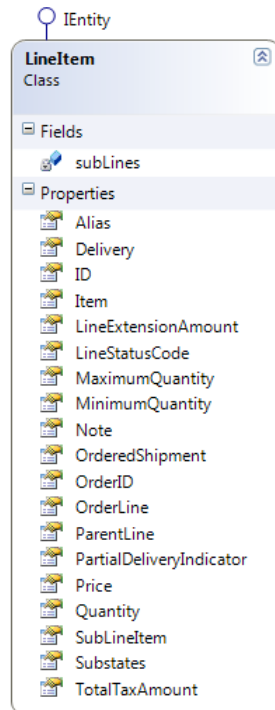 IEntity
LineItem
Class
Fields
subLines
Properties
Alias
Delivery
ID
Item
LineExtensionAmount
LineStatusCode
MaximumQuantity
MinimumQuantity
Note
OrderedShipment
OrderID
OrderLine
ParentLine
PartialDeliveryIndicator
Price
Quantity
SubLineItem
Substates
TotalTaxAmount